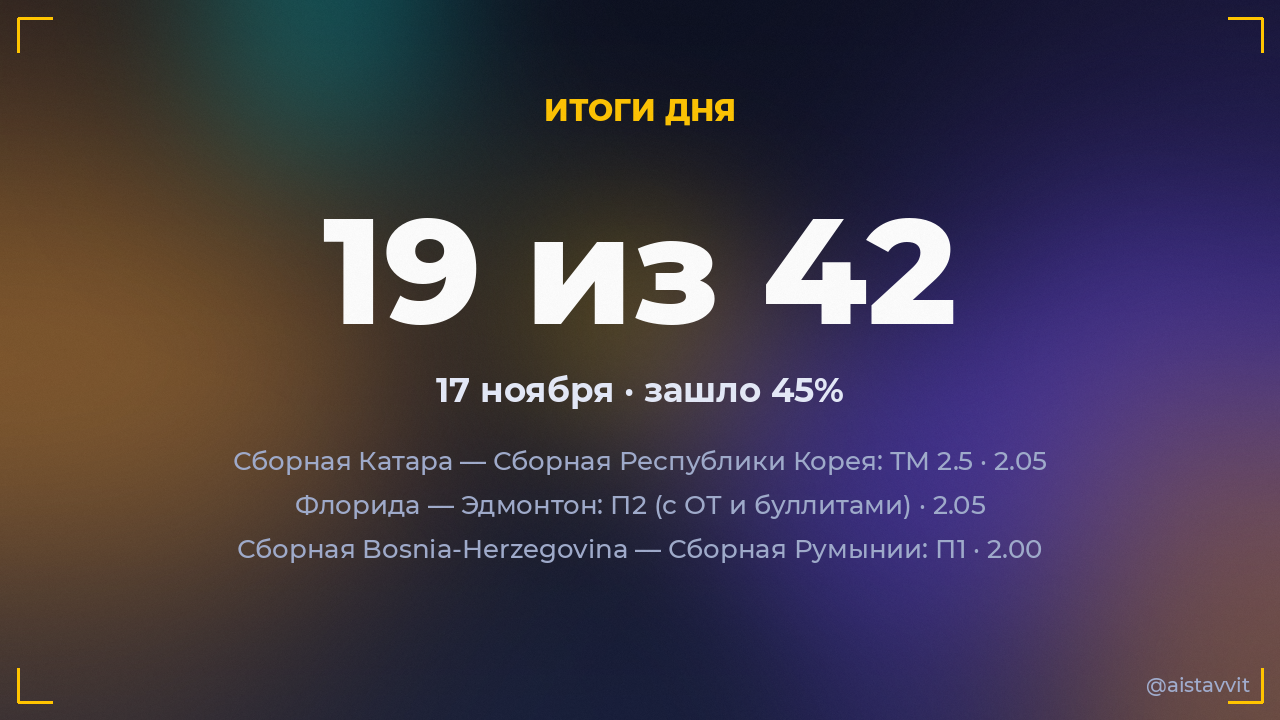 ИТОГИ ДНЯ
19 из 42
17 ноября · зашло 45%
Сборная Катара — Сборная Республики Корея: ТМ 2.5 · 2.05
Флорида — Эдмонтон: П2 (с ОТ и буллитами) · 2.05
Сборная Bosnia-Herzegovina — Сборная Румынии: П1 · 2.00
@aistavvit